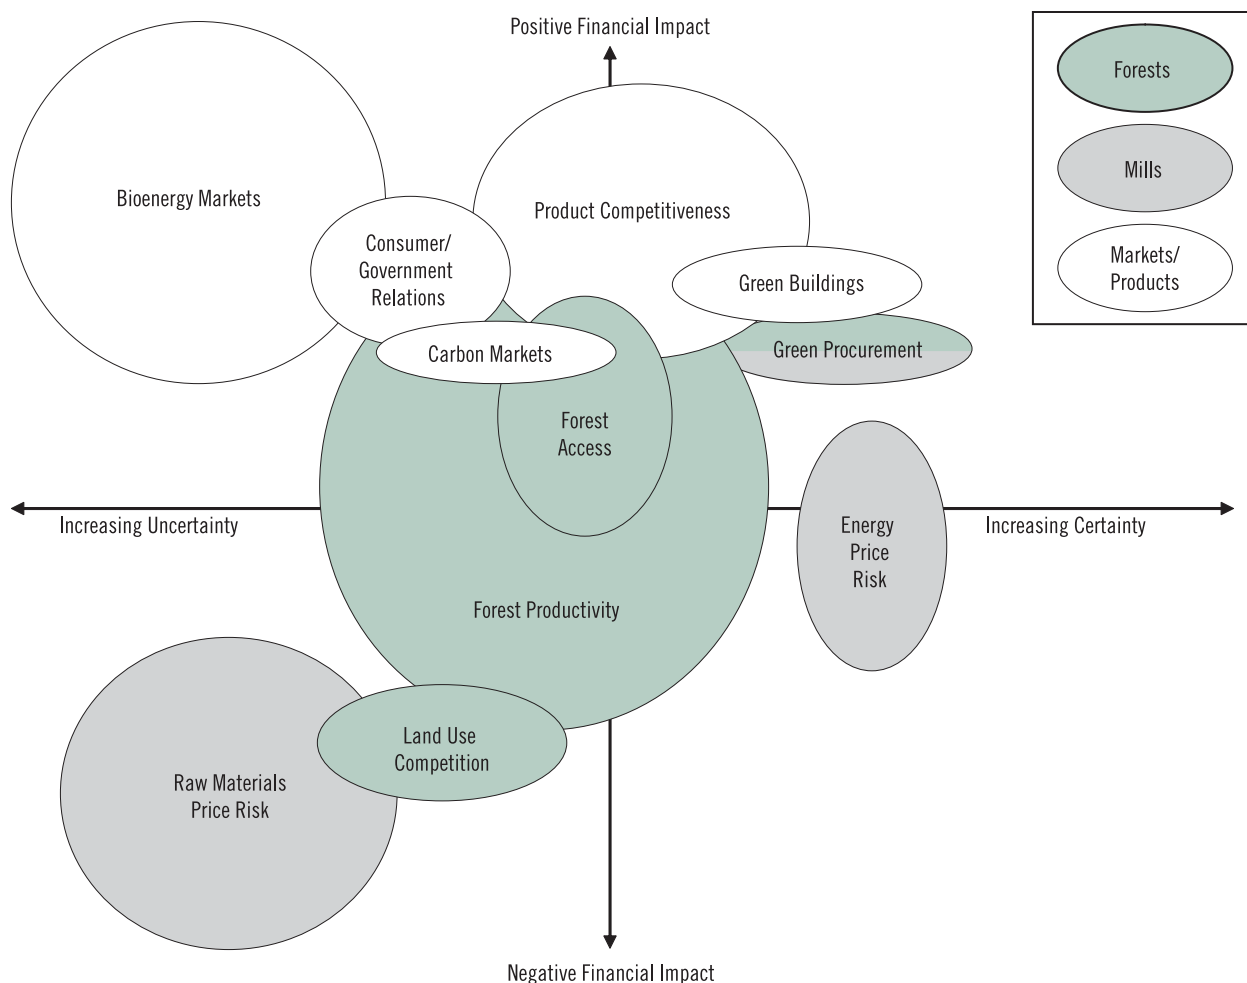 Positive Financial Impact
Forests
Mills
Markets/
Products
Bioenergy Markets
Product Competitiveness
Consumer/
Government
Relations
Green Buildings
Carbon Markets
Green Procurement
Forest
Access
Increasing Uncertainty
Increasing Certainty
Energy
Price
Risk
Forest Productivity
Land Use
Competition
Raw Materials
Price Risk
Negative Financial Impact